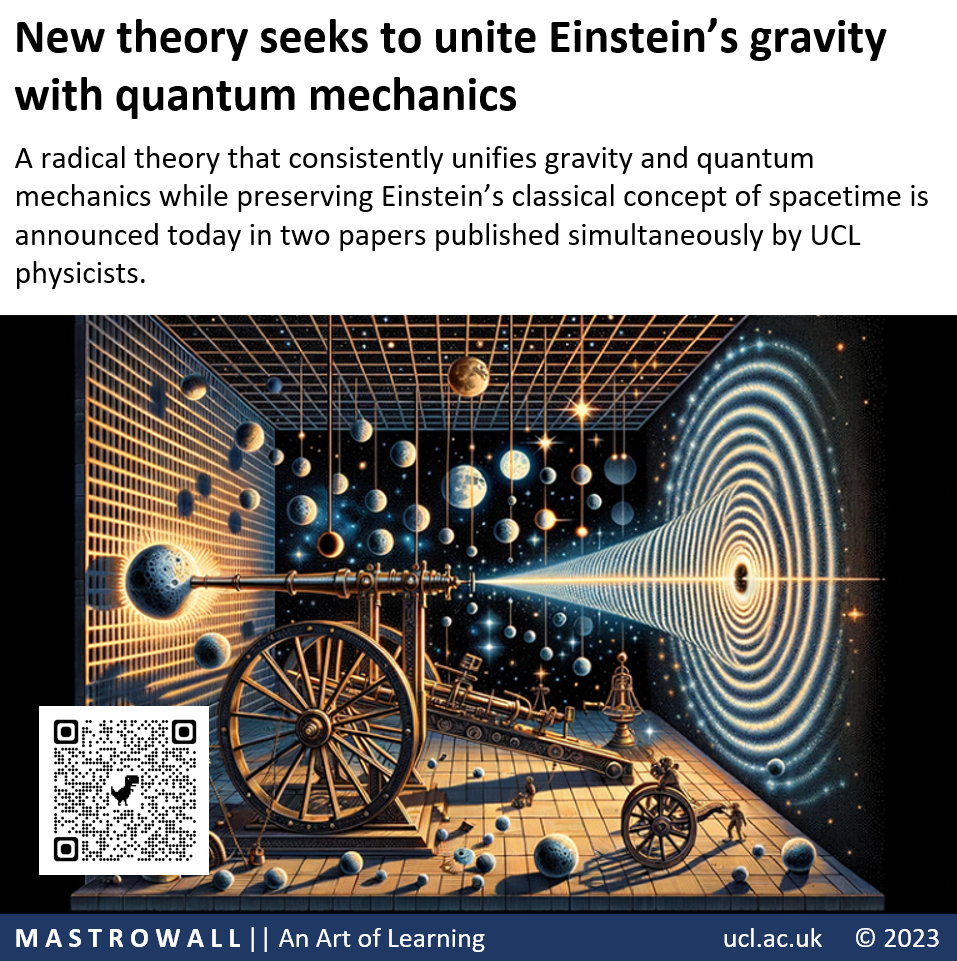 New theory seeks to unite Einstein’s gravity
with quantum mechanics
A radical theory that consistently unifies gravity and quantum
mechanics while preserving Einstein’s classical concept of spacetime is
announced today in two papers published simultaneously by UCL
physicists.
MASTROWALL || An Art of Learning ucl.ac.uk © 2023